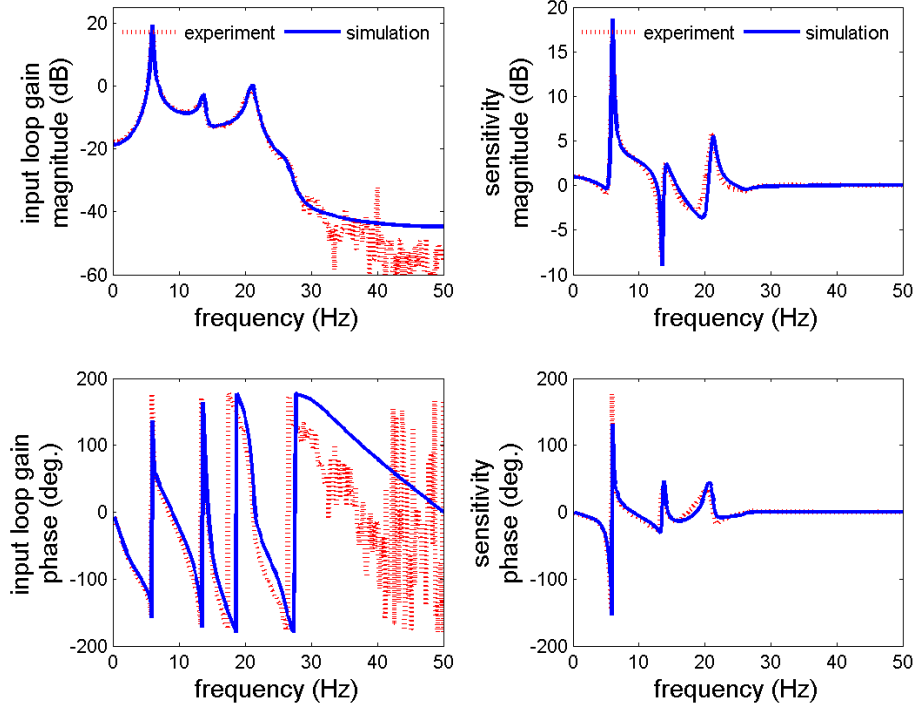 20
0
-20
-40
-60
0 10 20 30 40 50
experiment simulation
input loop gain
magnitude (dB)
frequency (Hz)
20
15
10
5
0
-5
-10
0 10 20 30 40 50
experiment simulation
sensitivity
magnitude (dB)
frequency (Hz)
200
100
0
-100
-200
0 10 20 30 40 50
input loop gain
phase (deg.)
frequency (Hz)
200
100
0
-100
-200
0 10 20 30 40 50
sensitivity
phase (deg.)
frequency (Hz)